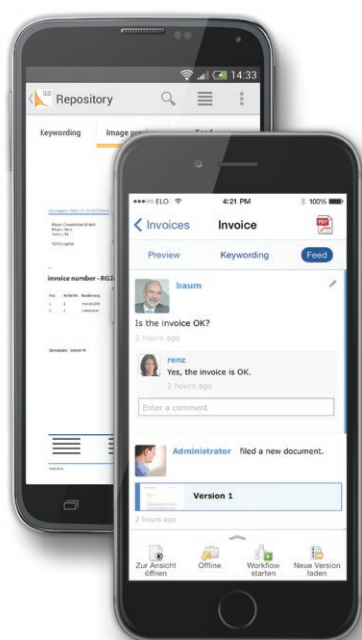 14:33
ELO
Repository
Keywording
Image preview
Feed
invoice number - RG2
ELO
4:21 PM
100%
Invoices
Invoice
PDF
Preview
Keywording
Feed
baum
Is the invoice OK?
2 hours ago
renz
Yes, the invoice is OK.
2 hours ago
Enter a comment
Administrator filed a new document.
Version 1
2 hours ago
Zur Ansicht
öffnen
Offline
Workflow
starten
Neue Version
laden